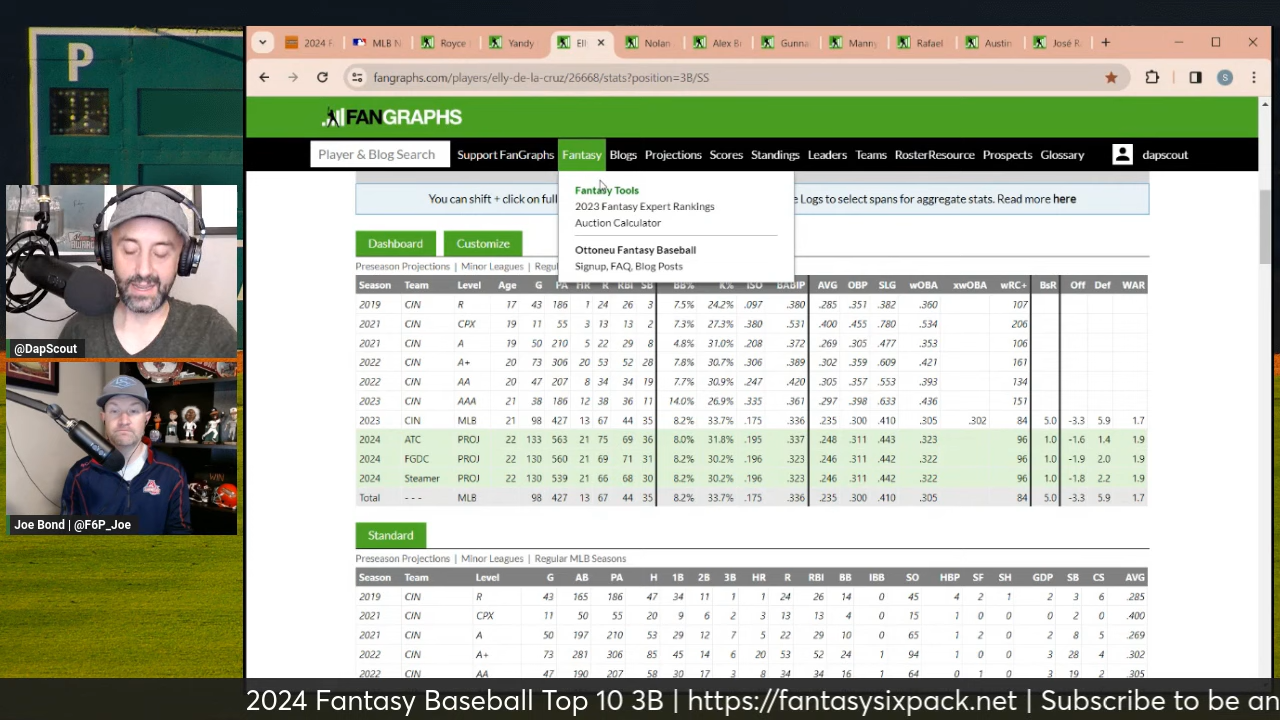 P
2024 F
MLB N
Royce
Yandy
Ell
Nolan
Alex Br
Gunna
Manny
Rafael
Austin
José R
fangraphs.com/players/elly-de-la-cruz/26668/stats?position=3B/SS
S
FANGRAPHS
Player & Blog Search
Support FanGraphs Fantasy Blogs Projections Scores Standings Leaders Teams RosterResource Prospects Glossary dapscout
Fantasy Tools
2023 Fantasy Expert Rankings
Auction Calculator
Ottoneu Fantasy Baseball
Signup, FAQ, Blog Posts
You can shift + click on full
e Logs to select spans for aggregate stats. Read more here
Dashboard Customize
Preseason Projections | Minor Leagues | Regul
Season Team Level Age G PA HR R RBI SB BB% K% ISO BABIP AVG OBP SLG wOBA xwOBA wRC+ BsR Off Def WAR
2019 CIN R 17 43 186 1 24 26 3 7.5% 24.2% .097 .380 .285 .351 .382 .360 107
2021 CIN CPX 19 11 55 3 13 13 2 7.3% 27.3% .380 .531 .400 .455 .780 .534 206
2021 CIN A 19 50 210 5 22 29 8 4.8% 31.0% .208 .372 .269 .305 .477 .353 106
2022 CIN A+ 20 73 306 20 53 52 28 7.8% 30.7% .306 .389 .302 .359 .609 .421 161
2022 CIN AA 20 47 207 8 34 34 19 7.7% 30.9% .247 .420 .305 .357 .553 .393 134
2023 CIN AAA 21 38 186 12 38 36 11 14.0% 26.9% .335 .361 .297 .398 .633 .436 151
2023 CIN MLB 21 98 427 13 67 44 35 8.2% 33.7% .175 .336 .235 .300 .410 .305 .302 84 5.0 -3.3 5.9 1.7
2024 ATC PROJ 22 133 563 21 75 69 36 8.0% 31.8% .195 .337 .248 .311 .443 .323 96 1.0 -1.6 1.4 1.9
2024 FGDC PROJ 22 130 560 21 69 71 31 8.2% 30.2% .196 .323 .246 .311 .442 .322 96 1.0 -1.9 2.0 1.9
2024 Steamer PROJ 22 130 539 21 66 68 30 8.2% 30.2% .196 .323 .246 .311 .442 .322 96 1.0 -1.8 2.2 1.9
Total - - - MLB 98 427 13 67 44 35 8.2% 33.7% .175 .336 .235 .300 .410 .305 84 5.0 -3.3 5.9 1.7
Standard
Preseason Projections | Minor Leagues | Regular MLB Seasons
Season Team Level G AB PA H 1B 2B 3B HR R RBI BB IBB SO HBP SF SH GDP SB CS AVG
2019 CIN R 43 165 186 47 34 11 1 1 24 26 14 0 45 4 2 1 2 3 6 .285
2021 CIN CPX 11 50 55 20 9 6 2 3 13 13 4 0 15 1 0 0 0 2 0 .400
2021 CIN A 50 197 210 53 29 12 7 5 22 29 10 0 65 1 2 0 2 8 5 .269
2022 CIN A+ 73 281 306 85 45 14 6 20 53 52 24 1 94 1 0 0 3 28 4 .302
2022 CIN AA 47 190 207 58 30 17 3 8 34 34 16 0 64 0 1 0 3 19 2 .305
@DapScout
Joe Bond | @F6P_Joe
2024 Fantasy Baseball Top 10 3B | https://fantasysixpack.net | Subscribe to be an